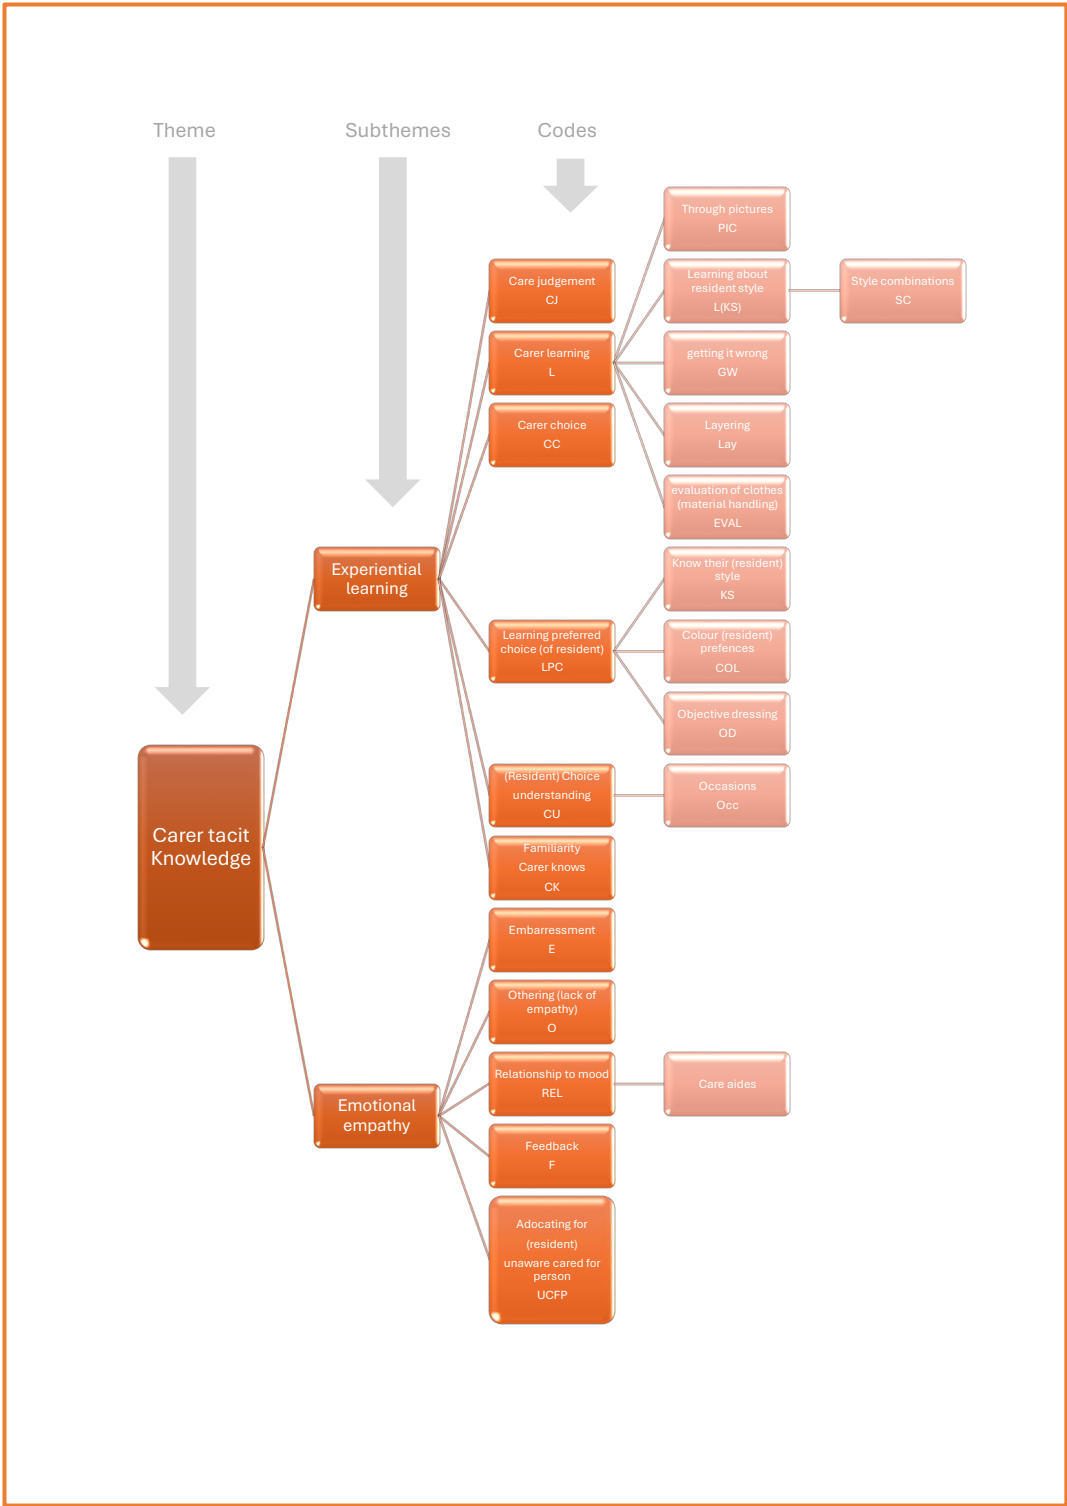 Theme
Subthemes
Codes
Through pictures
PIC
Care judgement
CJ
Learning about
resident style
L(KS)
Style combinations
SC
Carer learning
L
getting it wrong
GW
Carer choice
CC
Layering
Lay
evaluation of clothes
(material handling)
EVAL
Experiential
learning
Know their (resident)
style
KS
Learning preferred
choice (of resident)
LPC
Colour (resident)
prefences
COL
Objective dressing
OD
Carer tacit
Knowledge
(Resident) Choice
understanding
CU
Occasions
Occ
Familiarity
Carer knows
CK
Embarressment
E
Othering (lack of
empathy)
O
Emotional
empathy
Relationship to mood
REL
Care aides
Feedback
F
Adocating for
(resident)
unaware cared for
person
UCFP